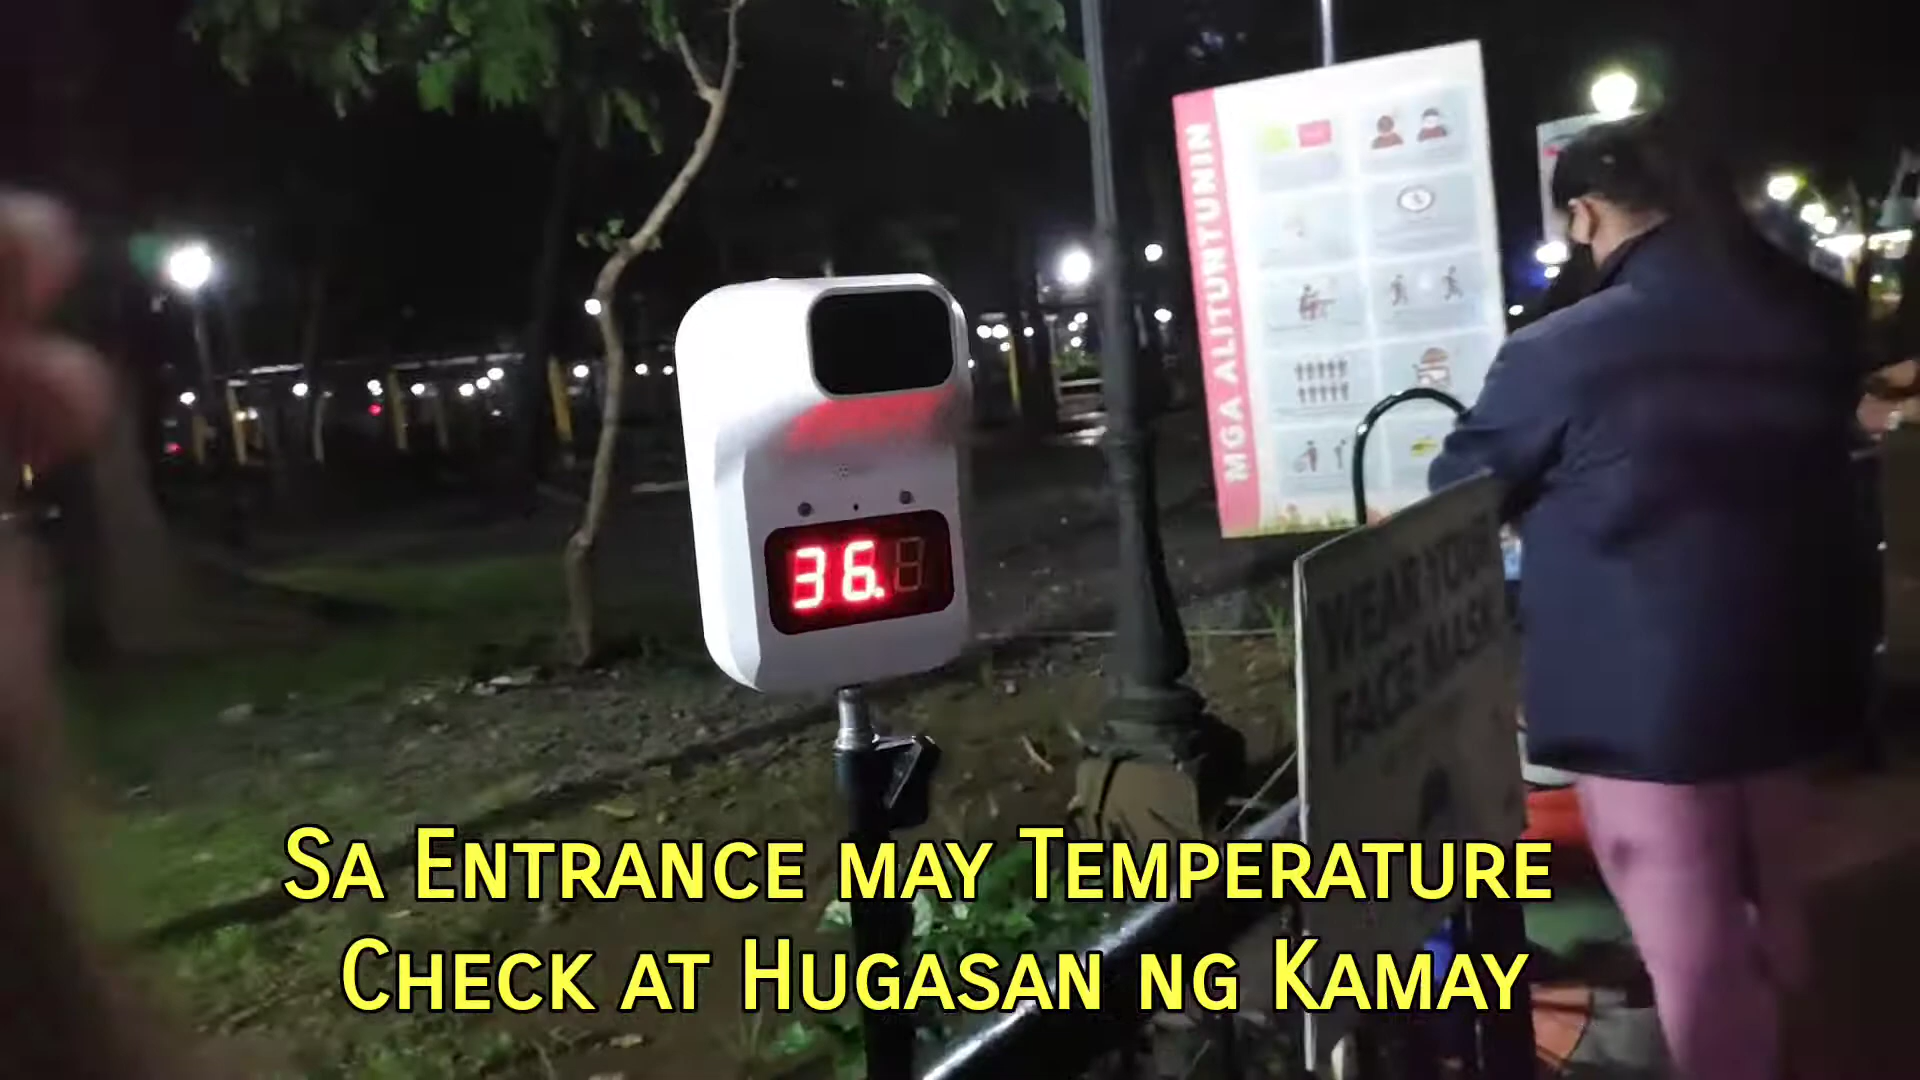 MGA ALITUNTUNIN
36.
WEAR YOUR
FACE MASK
Sa Entrance may Temperature
Check at Hugasan ng Kamay